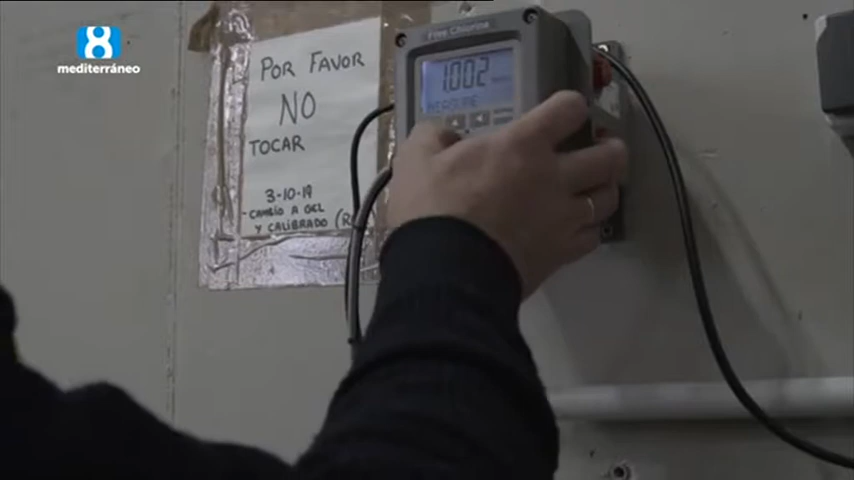 8
mediterráneo
POR FAVOR
NO
TOCAR
3-10-19
- CAMBIO A GEL
Y CALIBRADO
Free Chlorine
1.002
MEASURE